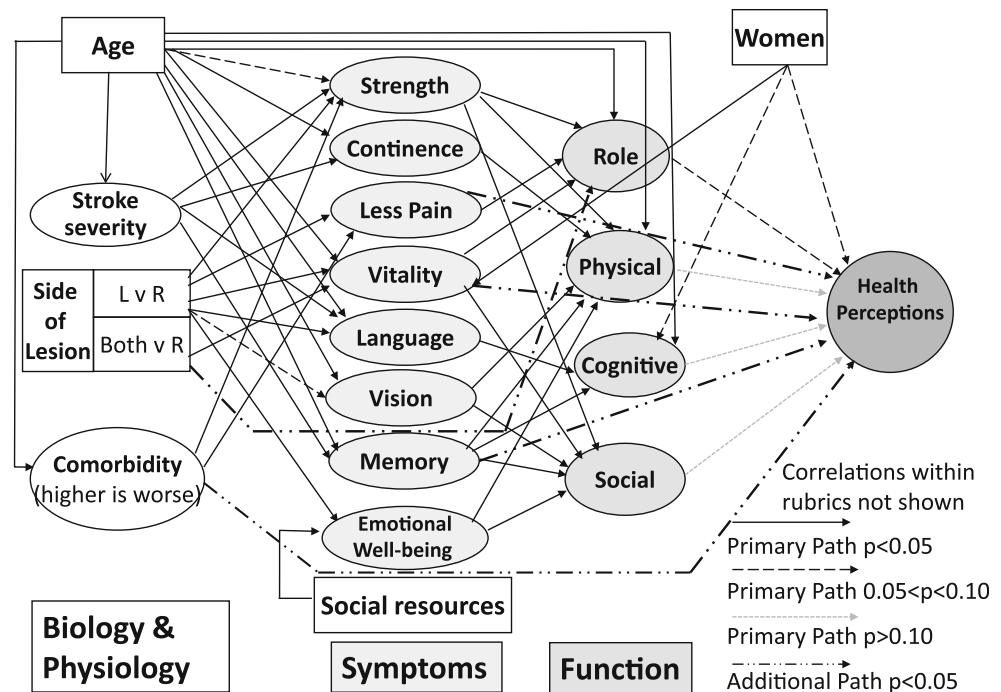 Age
Women
Strength
Continence
Role
Less Pain
Stroke
severity
Physical
Vitality
Health
Perceptions
Side
of
Lesion
L v R
Both v R
Language
Cognitive
Vision
Memory
Comorbidity
(higher is worse)
Social
Correlations within
rubrics not shown
Emotional
Well-being
Primary Path p<0.05
Social resources
Primary Path 0.05<p<0.10
Primary Path p>0.10
Biology &
Physiology
Symptoms
Function
Additional Path p<0.05